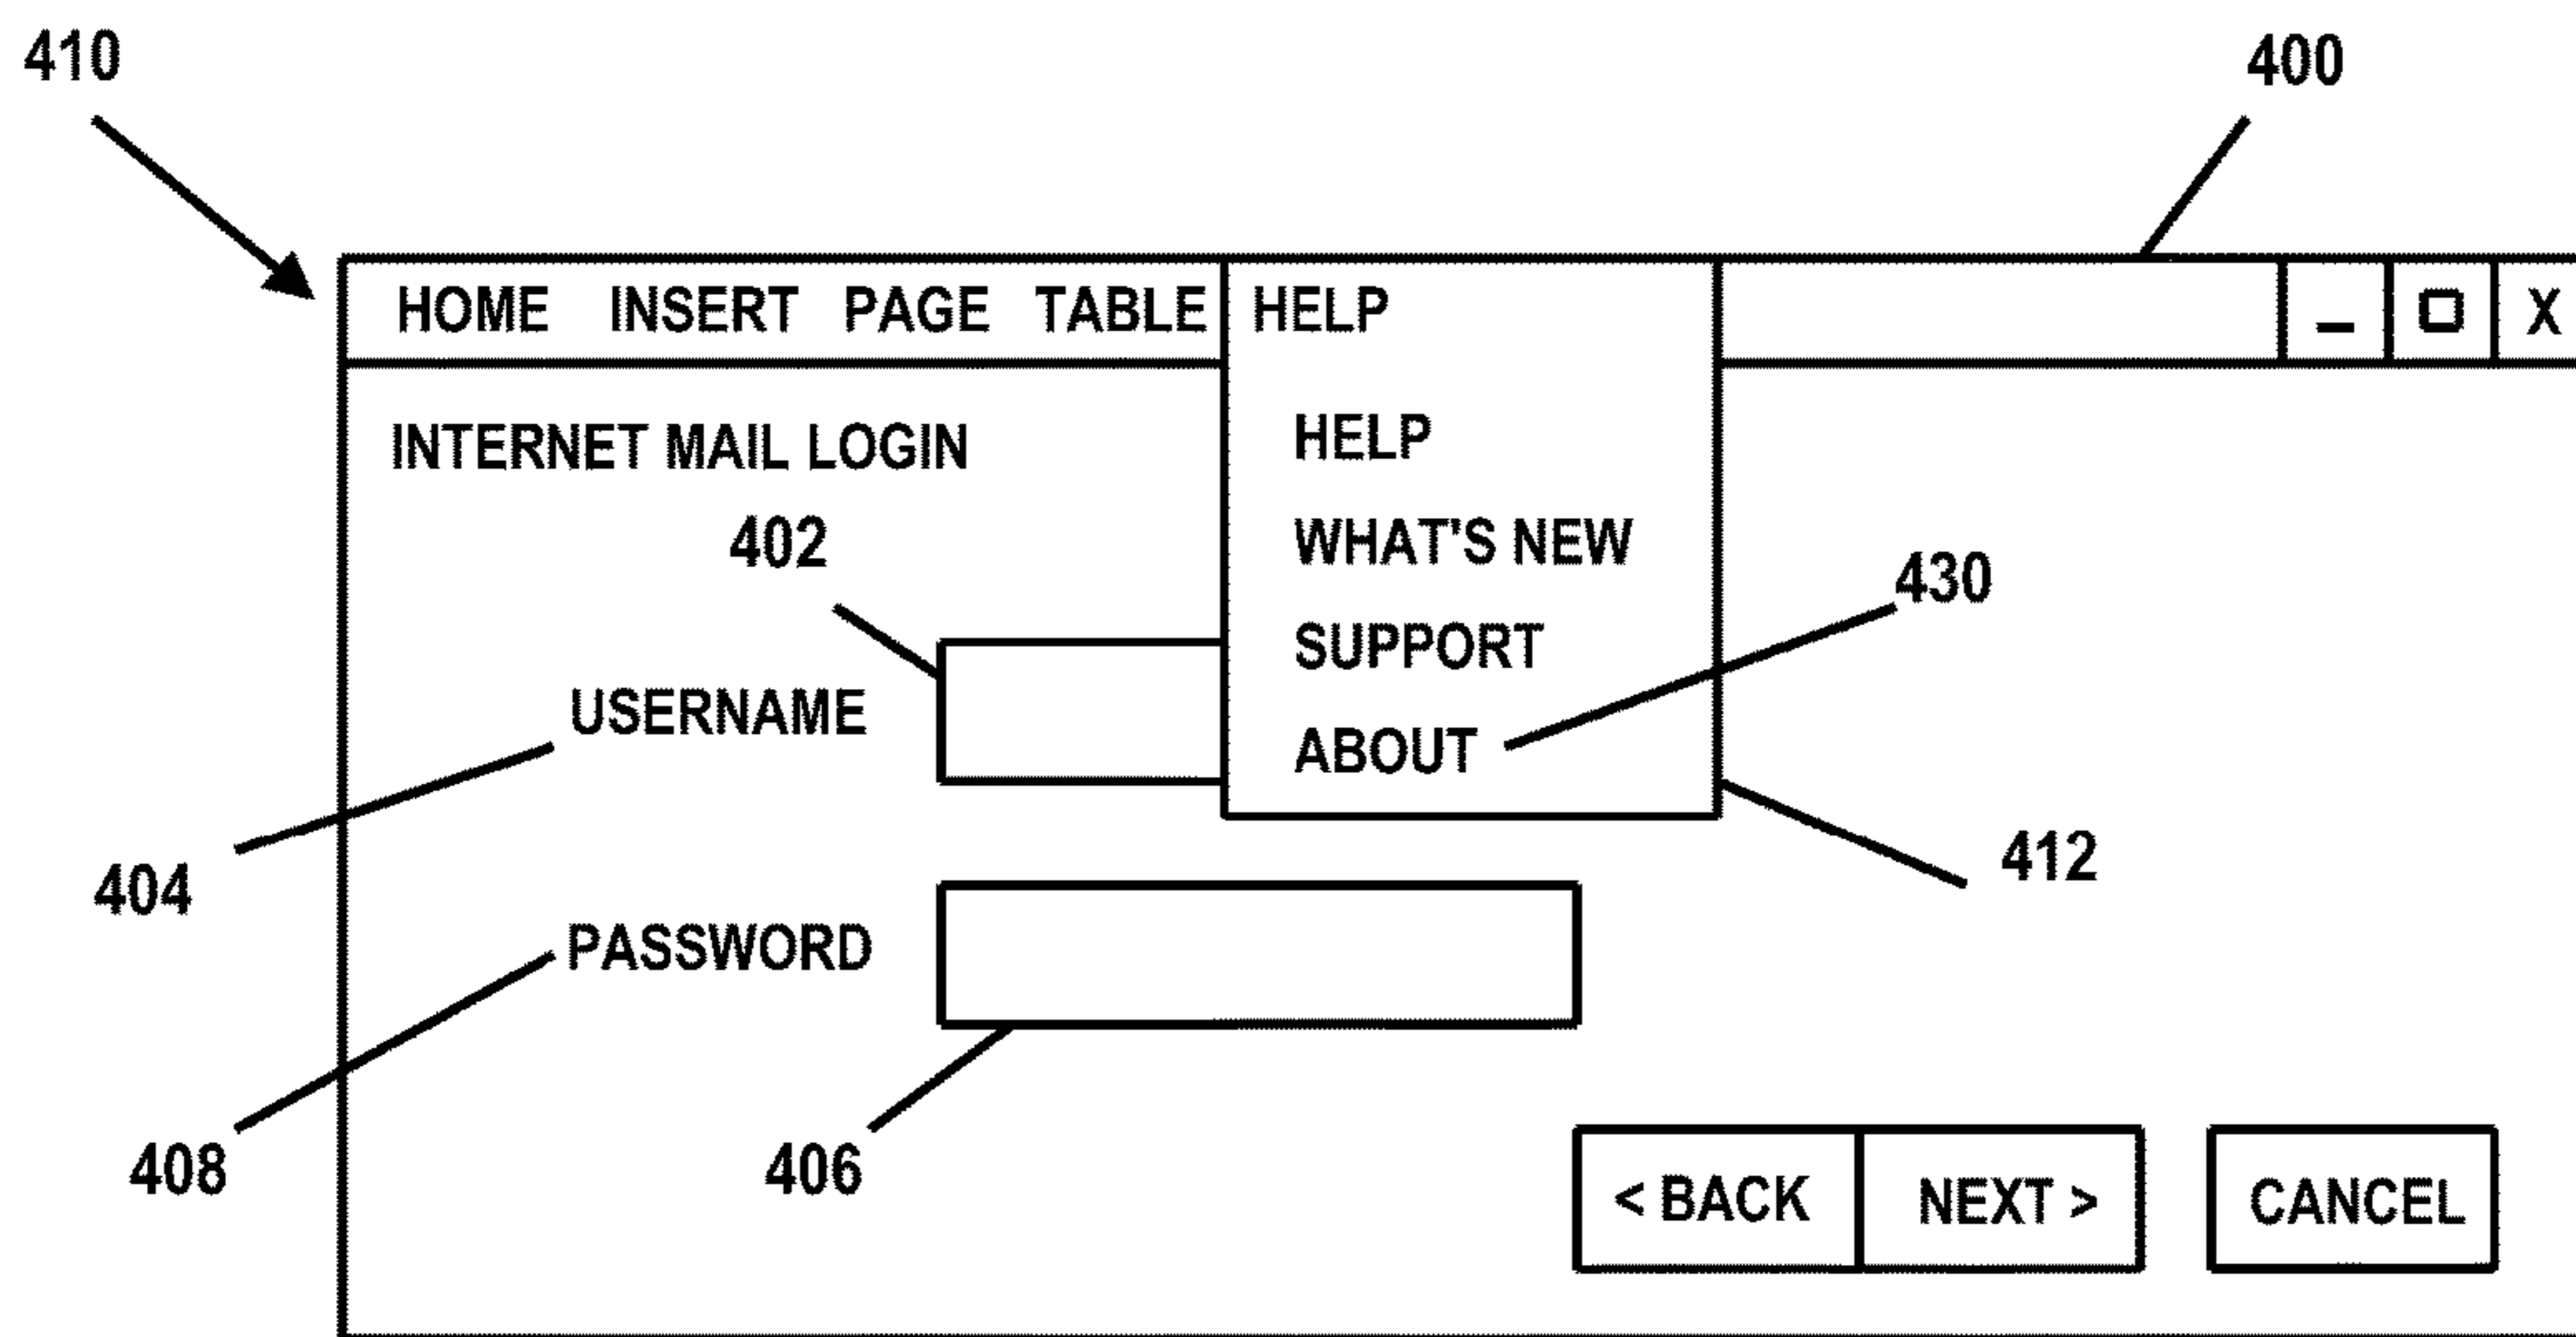 410
400
HOME INSERT PAGE TABLE HELP _ X
INTERNET MAIL LOGIN
HELP
402
WHAT'S NEW
430
SUPPORT
USERNAME
ABOUT
404
412
PASSWORD
408
406
< BACK NEXT > CANCEL